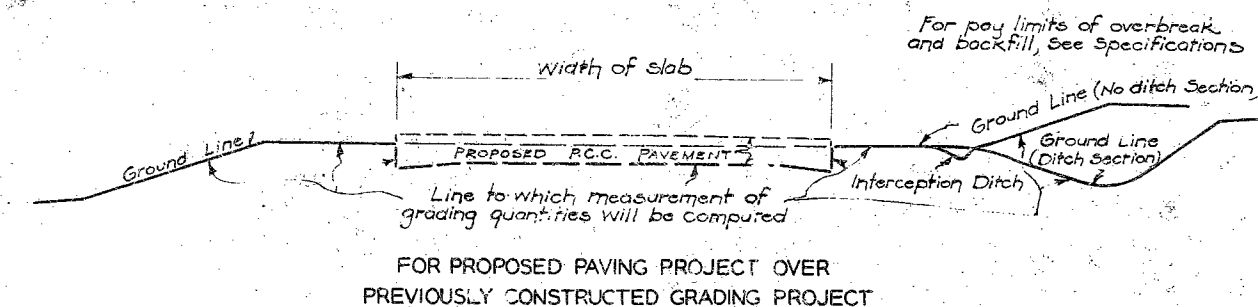 For pay limits of overbreak
and backfill, see specifications
Width of slab
Ground Line (No ditch Section)
Ground Line
Ground Line
(Ditch Section)
PROPOSED P.C.C. PAVEMENT
Interception Ditch
Line to which measurement of
grading quantities will be computed
FOR PROPOSED PAVING PROJECT OVER
PREVIOUSLY CONSTRUCTED GRADING PROJECT